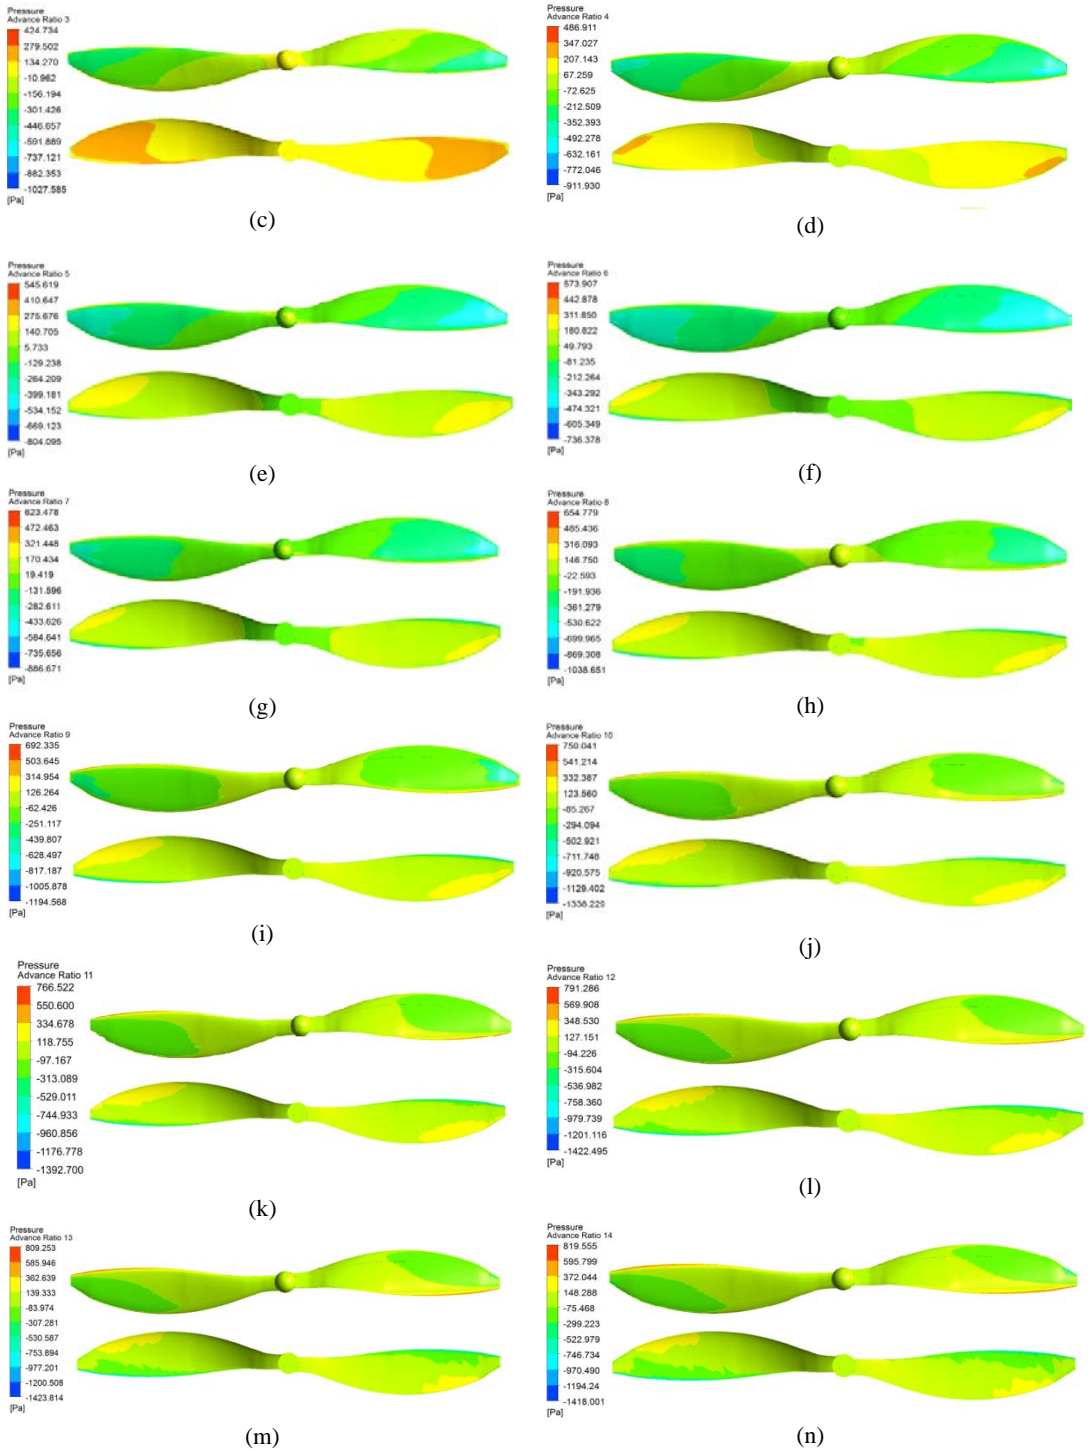 Pressure
Advance Ratio 3
424.734
279.502
134.270
-10.962
-156.194
-301.426
-446.657
-591.889
-737.121
-882.353
-1027.585
[Pa]
(c)
Pressure
Advance Ratio 4
486.911
347.027
207.143
67.259
-72.625
-212.509
-352.393
-492.278
-632.161
-772.046
-911.930
[Pa]
(d)
Pressure
Advance Ratio 5
545.619
410.647
275.676
140.705
5.733
-129.238
-264.209
-399.181
-534.152
-669.123
-804.095
[Pa]
(e)
Pressure
Advance Ratio 6
573.907
442.878
311.850
180.822
49.793
-81.235
-212.264
-343.292
-474.321
-605.349
-736.378
[Pa]
(f)
Pressure
Advance Ratio 7
623.478
472.463
321.448
170.434
19.419
-131.596
-282.611
-433.626
-584.641
-735.656
-886.671
[Pa]
(g)
Pressure
Advance Ratio 8
654.779
485.436
316.093
146.750
-22.593
-191.936
-361.279
-530.622
-699.965
-869.308
-1038.651
[Pa]
(h)
Pressure
Advance Ratio 9
692.335
503.645
314.954
126.264
-62.426
-251.117
-439.807
-628.497
-817.187
-1005.878
-1194.568
[Pa]
(i)
Pressure
Advance Ratio 10
750.041
541.214
332.387
123.560
-85.267
-294.094
-502.921
-711.748
-920.575
-1129.402
-1338.229
[Pa]
(j)
Pressure
Advance Ratio 11
766.522
550.600
334.678
118.755
-97.167
-313.089
-529.011
-744.933
-960.856
-1176.778
-1392.700
[Pa]
(k)
Pressure
Advance Ratio 12
791.286
569.908
348.530
127.151
-94.226
-315.604
-536.982
-758.360
-979.739
-1201.116
-1422.495
[Pa]
(l)
Pressure
Advance Ratio 13
809.253
585.946
362.639
139.333
-83.974
-307.281
-530.587
-753.894
-977.201
-1200.508
-1423.814
[Pa]
(m)
Pressure
Advance Ratio 14
819.555
595.799
372.044
148.288
-75.468
-299.223
-522.979
-746.734
-970.490
-1194.24
-1418.001
[Pa]
(n)